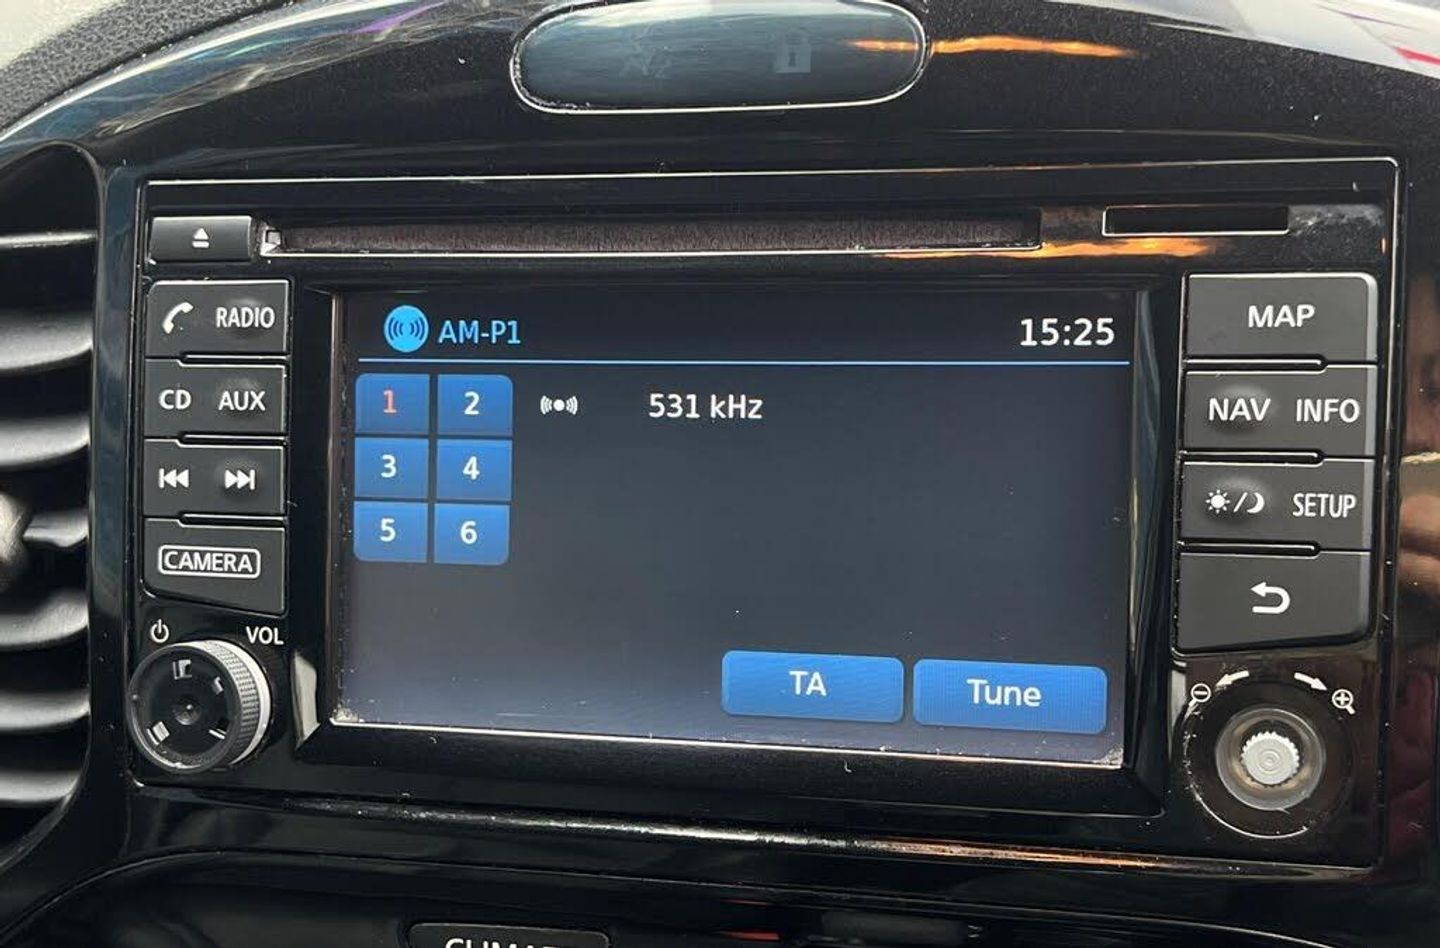 RADIO
CD AUX
CAMERA
VOL
AM-P1
15:25
1 2
531 kHz
3 4
5 6
TA Tune
MAP
NAV INFO
SETUP